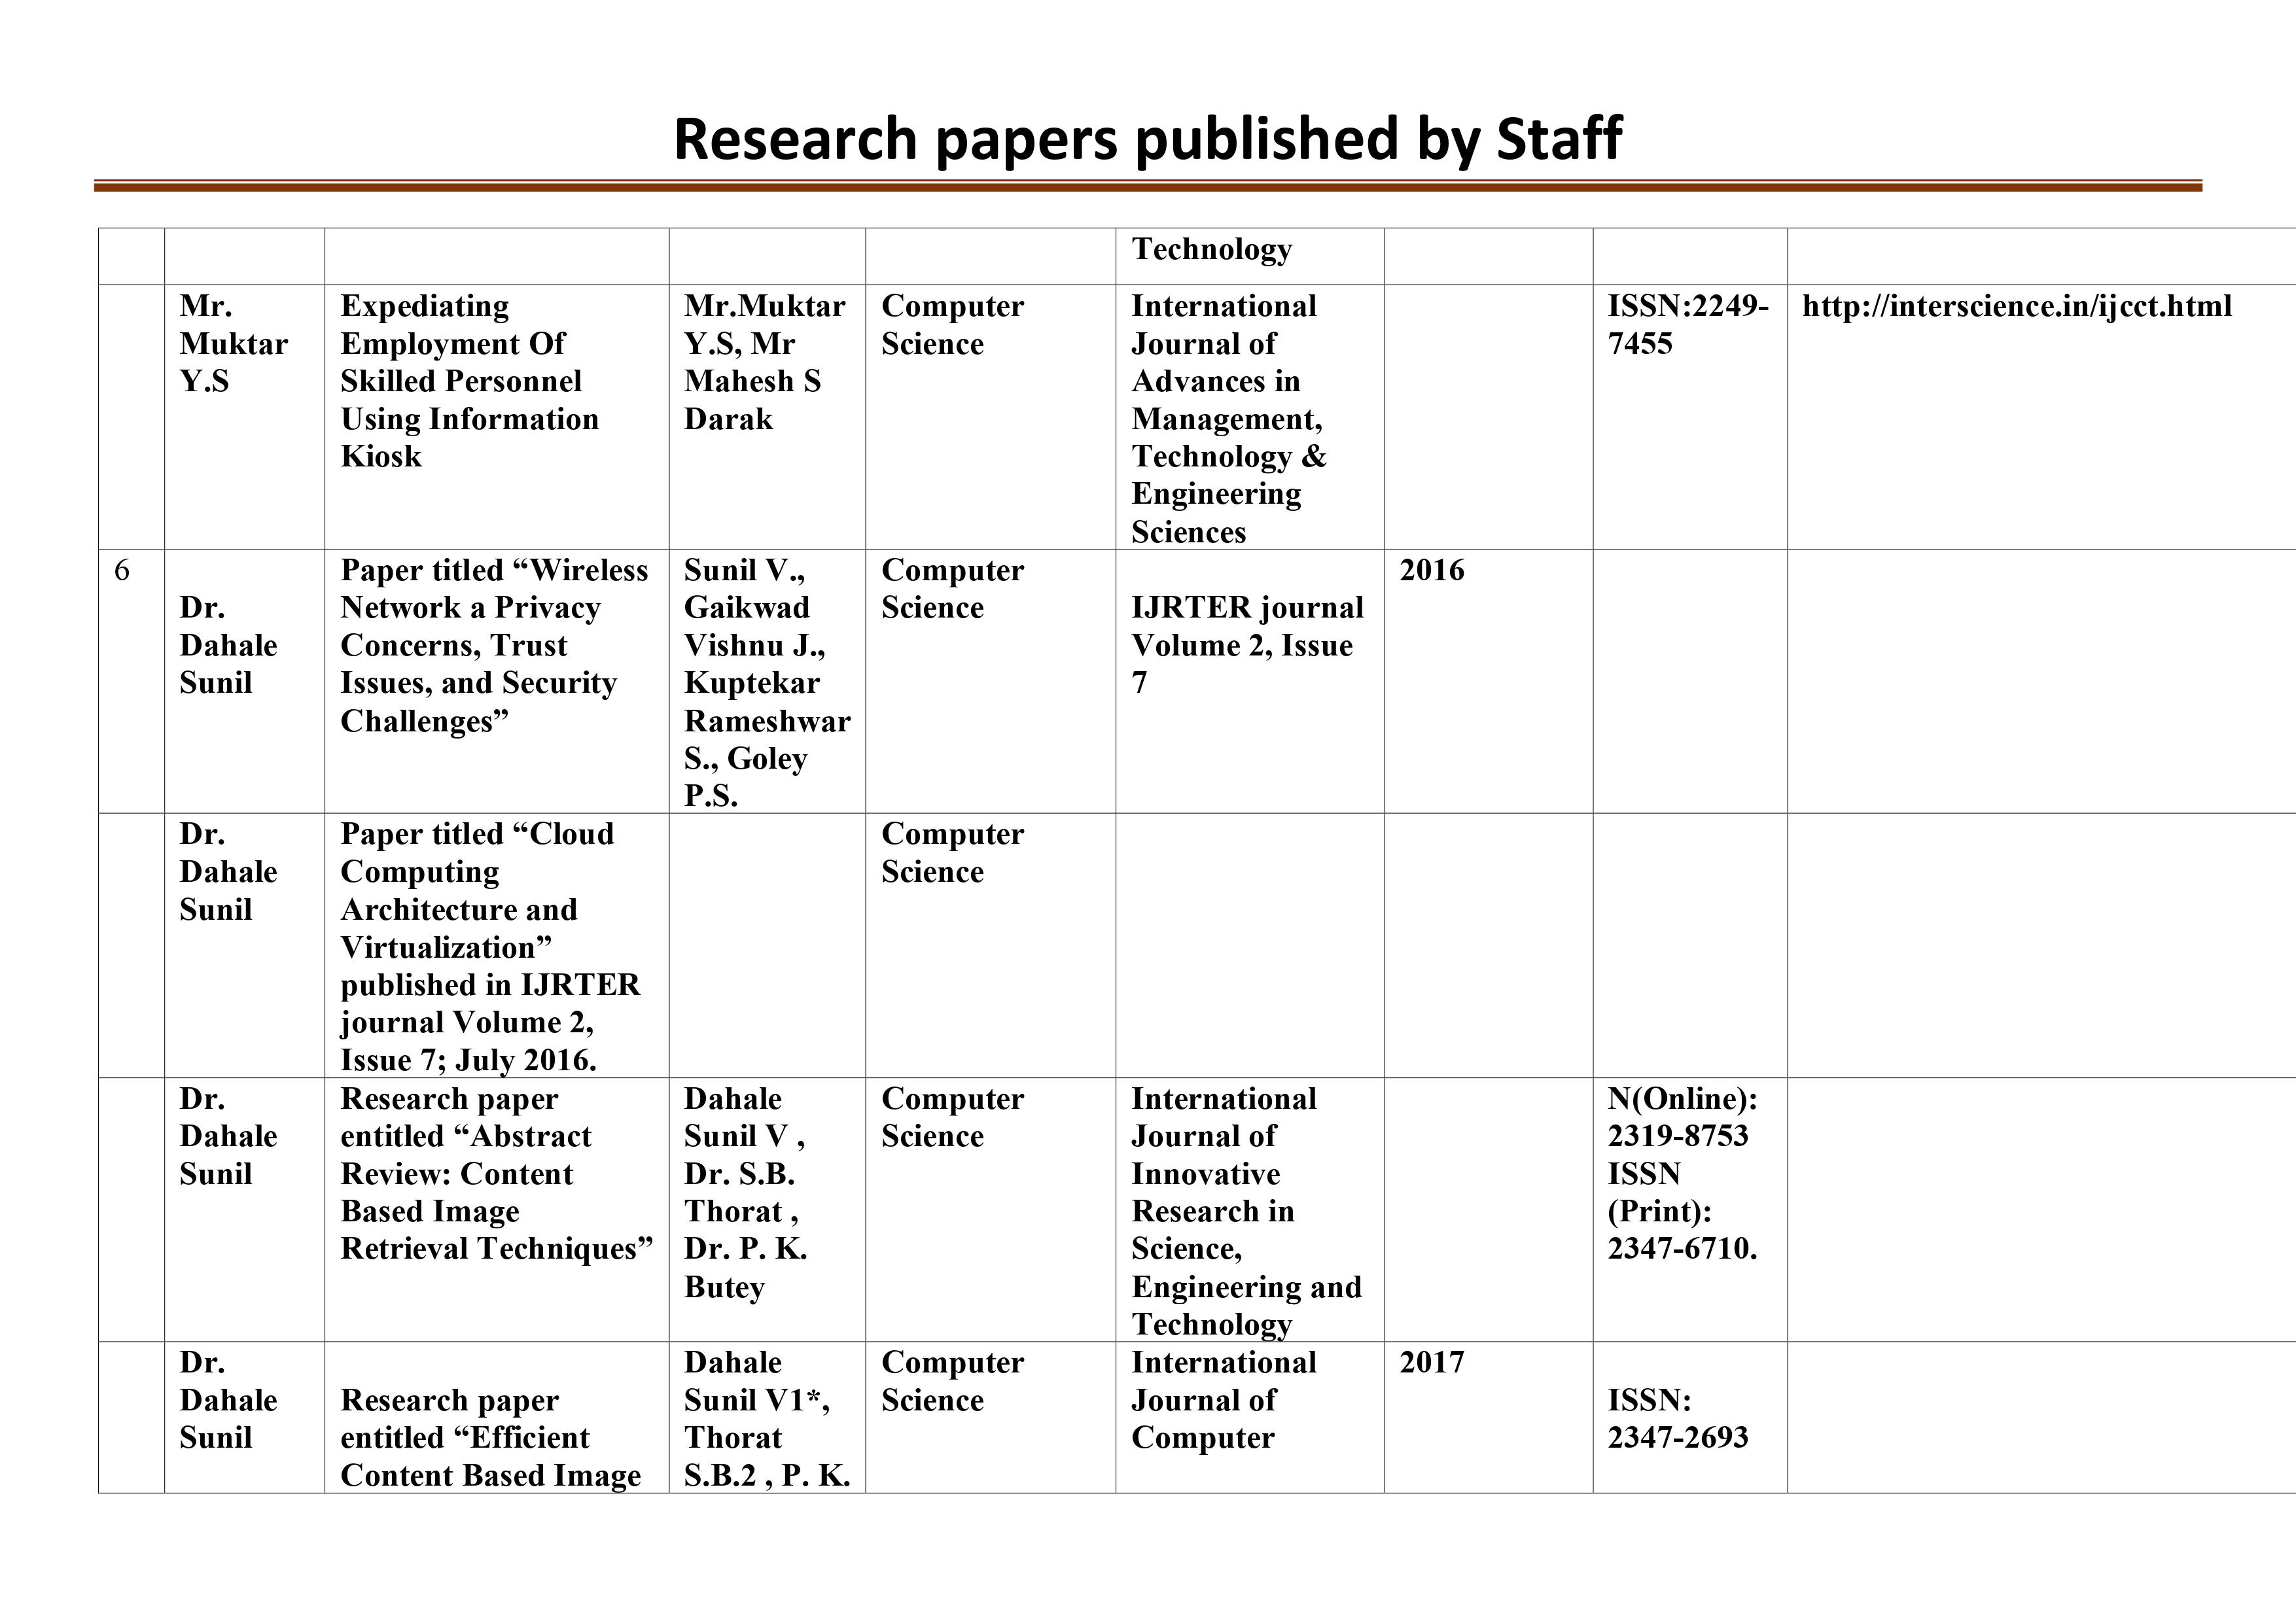 Research papers published by Staff
Technology
Mr.
Muktar
Y.S
Expediating
Employment Of
Skilled Personnel
Using Information
Kiosk
Mr.Muktar
Y.S, Mr
Mahesh S
Darak
Computer
Science
International
Journal of
Advances in
Management,
Technology &
Engineering
Sciences
ISSN:2249-
7455
http://interscience.in/ijcct.html
6
Dr.
Dahale
Sunil
Paper titled “Wireless
Network a Privacy
Concerns, Trust
Issues, and Security
Challenges”
Sunil V.,
Gaikwad
Vishnu J.,
Kuptekar
Rameshwar
S., Goley
P.S.
Computer
Science
IJRTER journal
Volume 2, Issue
7
2016
Dr.
Dahale
Sunil
Paper titled “Cloud
Computing
Architecture and
Virtualization”
published in IJRTER
journal Volume 2,
Issue 7; July 2016.
Computer
Science
Dr.
Dahale
Sunil
Research paper
entitled “Abstract
Review: Content
Based Image
Retrieval Techniques”
Dahale
Sunil V ,
Dr. S.B.
Thorat ,
Dr. P. K.
Butey
Computer
Science
International
Journal of
Innovative
Research in
Science,
Engineering and
Technology
N(Online):
2319-8753
ISSN
(Print):
2347-6710.
Dr.
Dahale
Sunil
Research paper
entitled “Efficient
Content Based Image
Dahale
Sunil V1*,
Thorat
S.B.2 , P. K.
Computer
Science
International
Journal of
Computer
2017
ISSN:
2347-2693